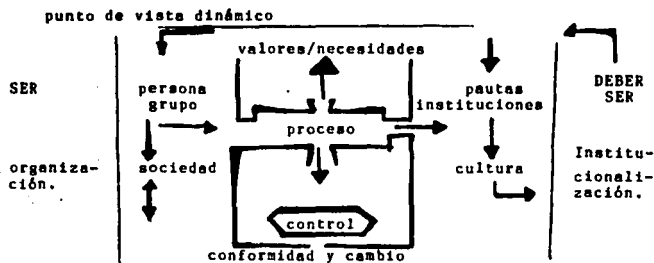 punto de vista dinámico
valores/necesidades
SER
persona
grupo
pautas
instituciones
DEBER
SER
proceso
organiza-
ción.
sociedad
cultura
Institu-
cionali-
zación.
control
conformidad y cambio